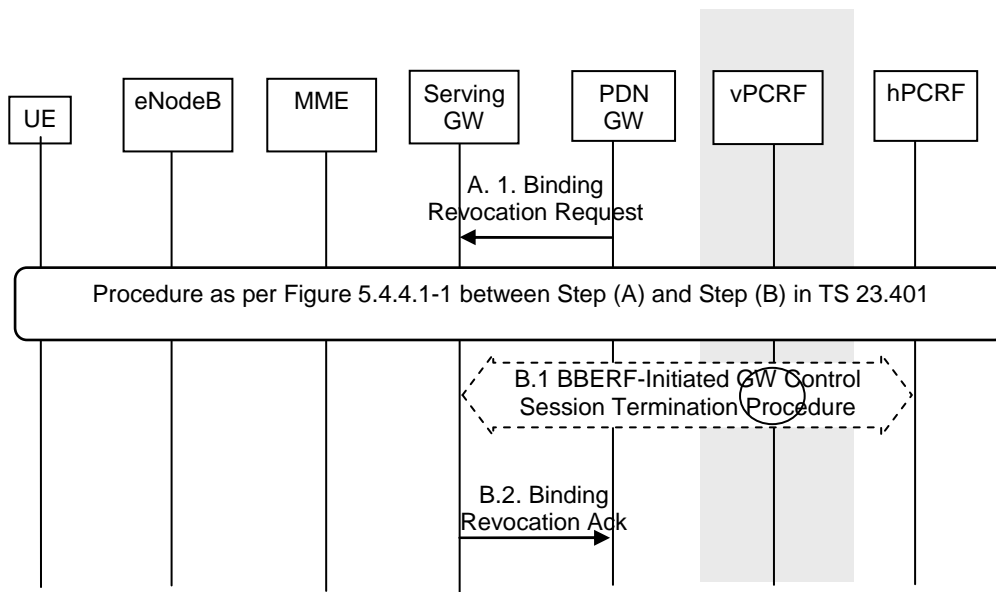 UE
eNodeB
MME
Serving
GW
PDN
GW
vPCRF
hPCRF
A. 1. Binding
Revocation Request
Procedure as per Figure 5.4.4.1-1 between Step (A) and Step (B) in TS 23.401
B.1 BBERF-Initiated GW Control
Session Termination Procedure
B.2. Binding
Revocation Ack